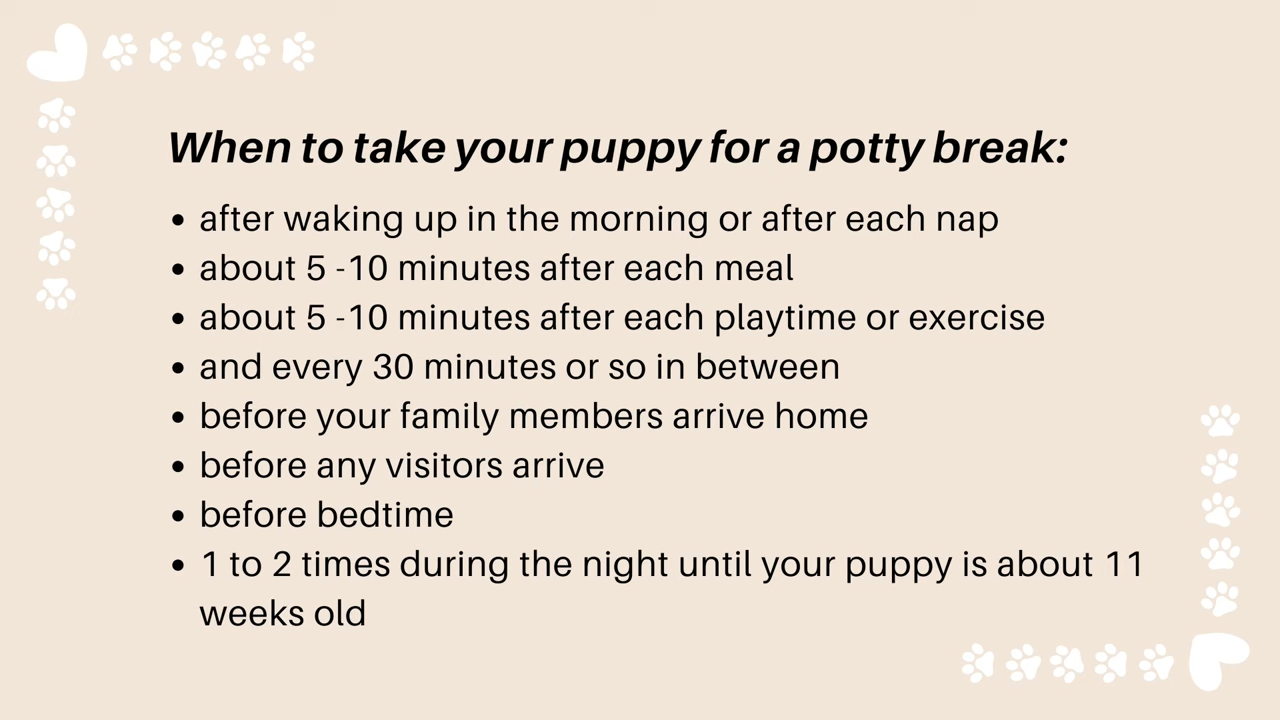 When to take your puppy for a potty break:
• after waking up in the morning or after each nap
• about 5 -10 minutes after each meal
• about 5 -10 minutes after each playtime or exercise
• and every 30 minutes or so in between
• before your family members arrive home
• before any visitors arrive
• before bedtime
• 1 to 2 times during the night until your puppy is about 11
weeks old